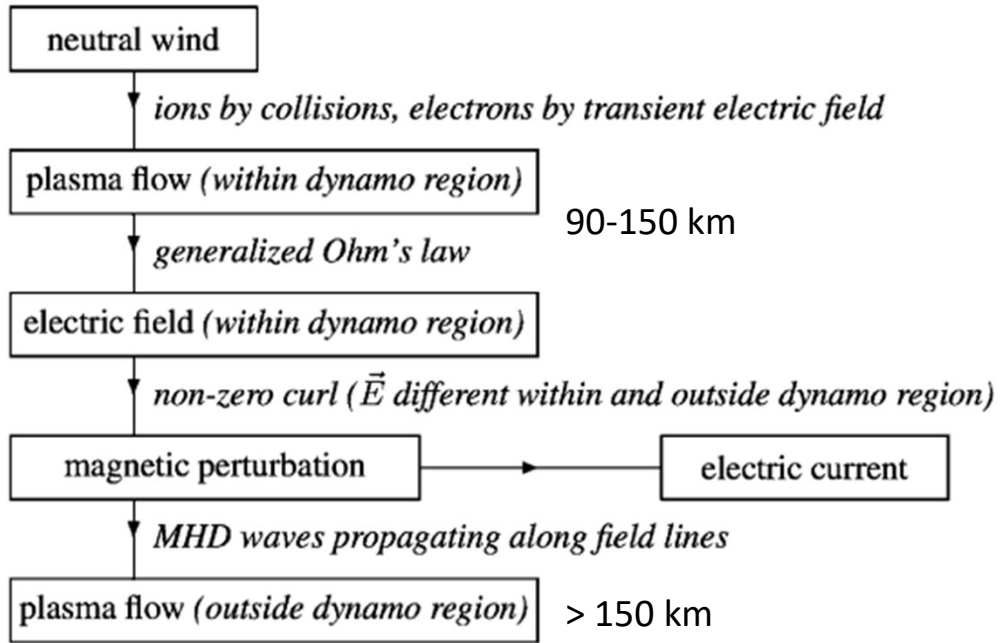 neutral wind
ions by collisions, electrons by transient electric field
plasma flow (within dynamo region)
90-150 km
generalized Ohm's law
electric field (within dynamo region)
non-zero curl (E⃗ different within and outside dynamo region)
magnetic perturbation electric current
MHD waves propagating along field lines
plasma flow (outside dynamo region) > 150 km